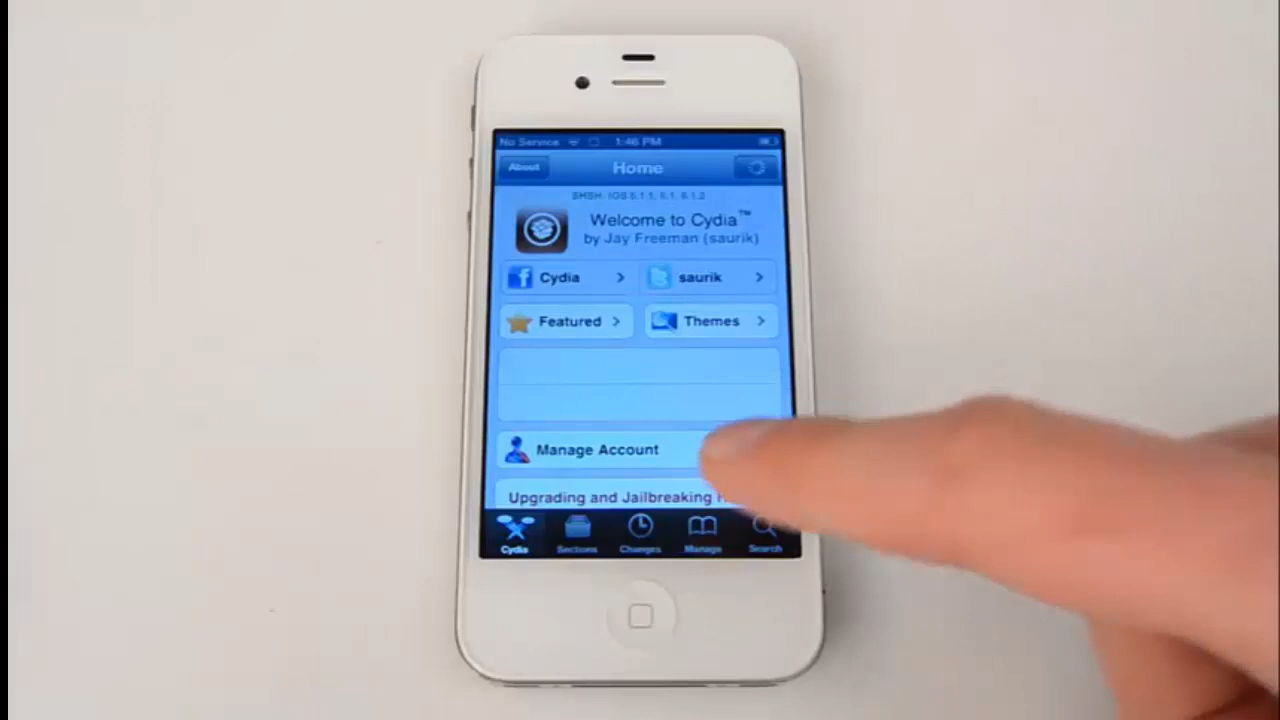 No Service 1:46 PM
About Home
SHSH: iOS 5.1.1, 6.1, 6.1.2
Welcome to Cydia™
by Jay Freeman (saurik)
Cydia saurik
Featured Themes
Manage Account
Upgrading and Jailbreaking
Cydia Sections Changes Manage Search